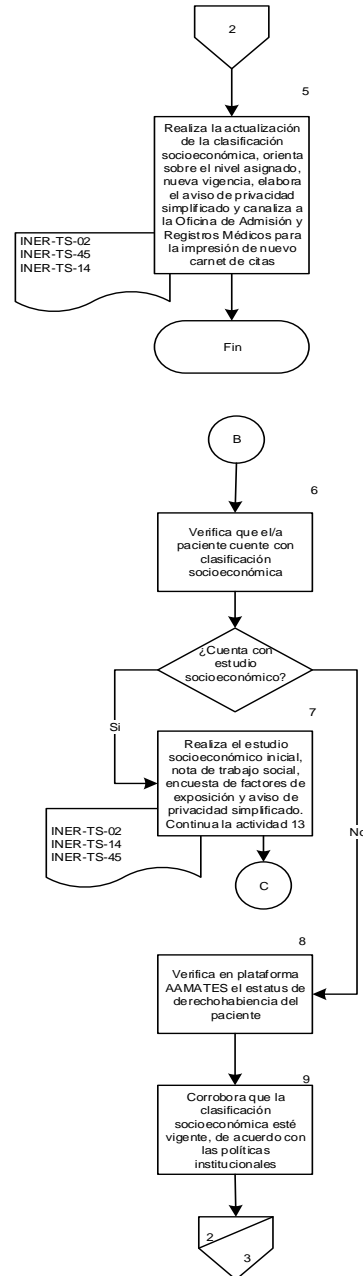 2
5
Realiza la actualización
de la clasificación
socioeconómica, orienta
sobre el nivel asignado,
nueva vigencia, elabora
el aviso de privacidad
simplificado y canaliza a
la Oficina de Admisión y
Registros Médicos para
la impresión de nuevo
carnet de citas
INER-TS-02
INER-TS-45
INER-TS-14
Fin
B
6
Verifica que el/a
paciente cuente con
clasificación
socioeconómica
¿Cuenta con
estudio
socioeconómico?
Si
7
Realiza el estudio
socioeconómico inicial,
nota de trabajo social,
encuesta de factores de
exposición y aviso de
privacidad simplificado.
Continua la actividad 13
No
INER-TS-02
INER-TS-14
INER-TS-45
C
8
Verifica en plataforma
AAMATES el estatus de
derechohabiencia del
paciente
9
Corrobora que la
clasificación
socioeconómica esté
vigente, de acuerdo con
las políticas
institucionales
2
3